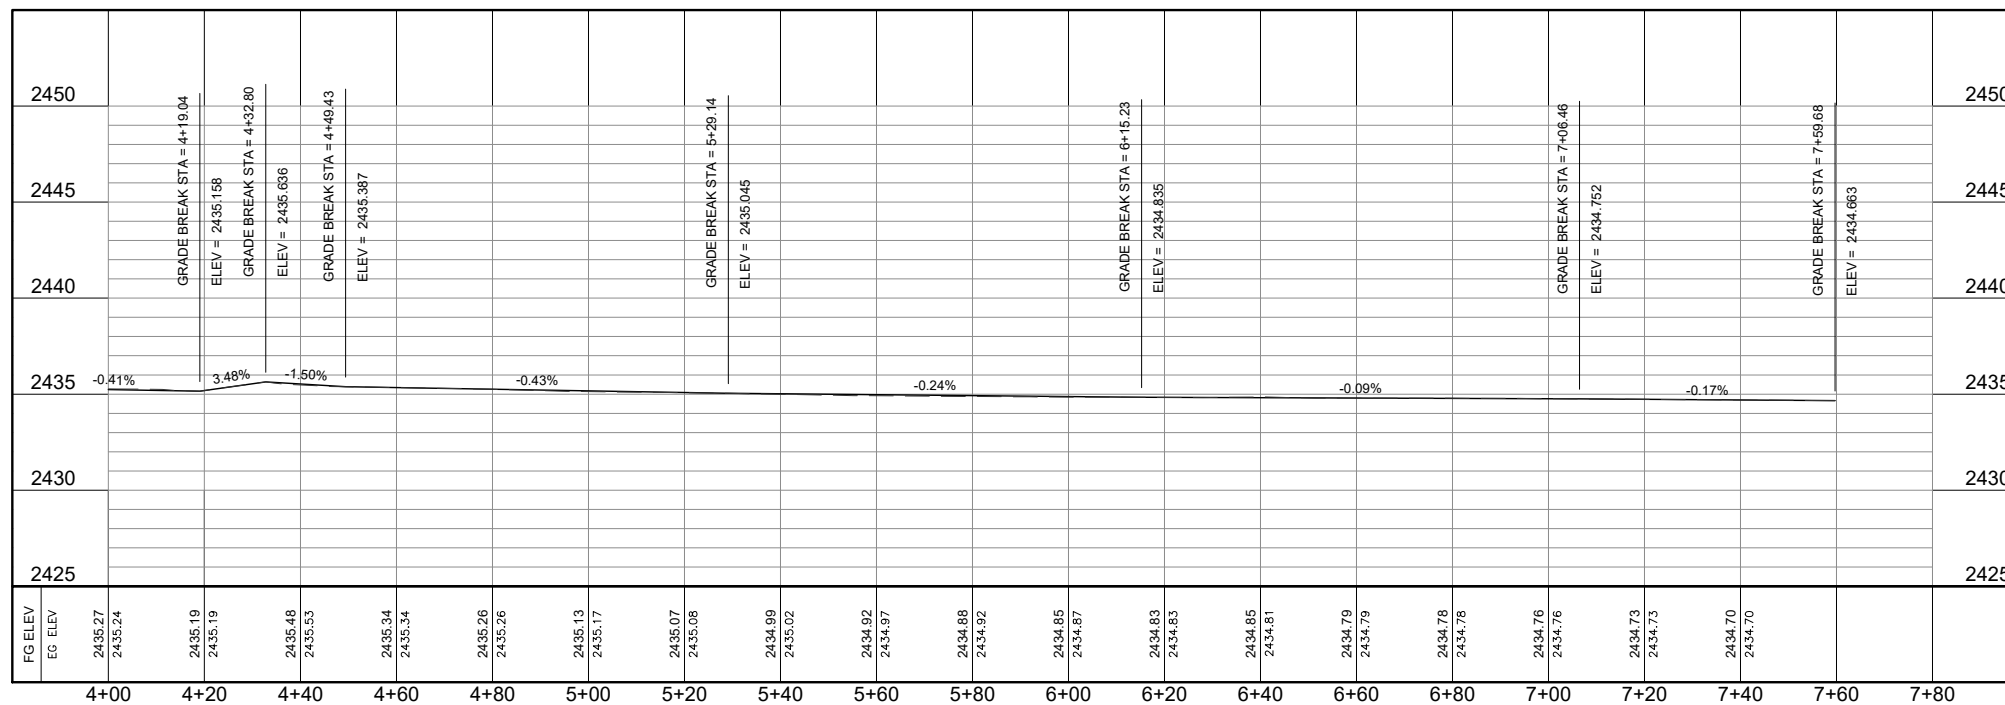 GRADE BREAK STA = 4+19.04
ELEV = 2435.158
GRADE BREAK STA = 4+32.80
ELEV = 2435.636
GRADE BREAK STA = 4+49.43
ELEV = 2435.387
GRADE BREAK STA = 5+29.14
ELEV = 2435.045
GRADE BREAK STA = 6+15.23
ELEV = 2434.835
GRADE BREAK STA = 7+06.46
ELEV = 2434.752
GRADE BREAK STA = 7+59.68
ELEV = 2434.663
2450 2450
2445 2445
2440 2440
2435 2435
2430 2430
2425 2425
-0.41% 3.48% -1.50% -0.43% -0.24% -0.09% -0.17%
FG ELEV
EG ELEV
2435.27
2435.24
2435.19
2435.19
2435.48
2435.53
2435.34
2435.34
2435.26
2435.26
2435.13
2435.17
2435.07
2435.08
2434.99
2435.02
2434.92
2434.97
2434.88
2434.92
2434.85
2434.87
2434.83
2434.83
2434.85
2434.81
2434.79
2434.79
2434.78
2434.78
2434.76
2434.76
2434.73
2434.73
2434.70
2434.70
4+00 4+20 4+40 4+60 4+80 5+00 5+20 5+40 5+60 5+80 6+00 6+20 6+40 6+60 6+80 7+00 7+20 7+40 7+60 7+80